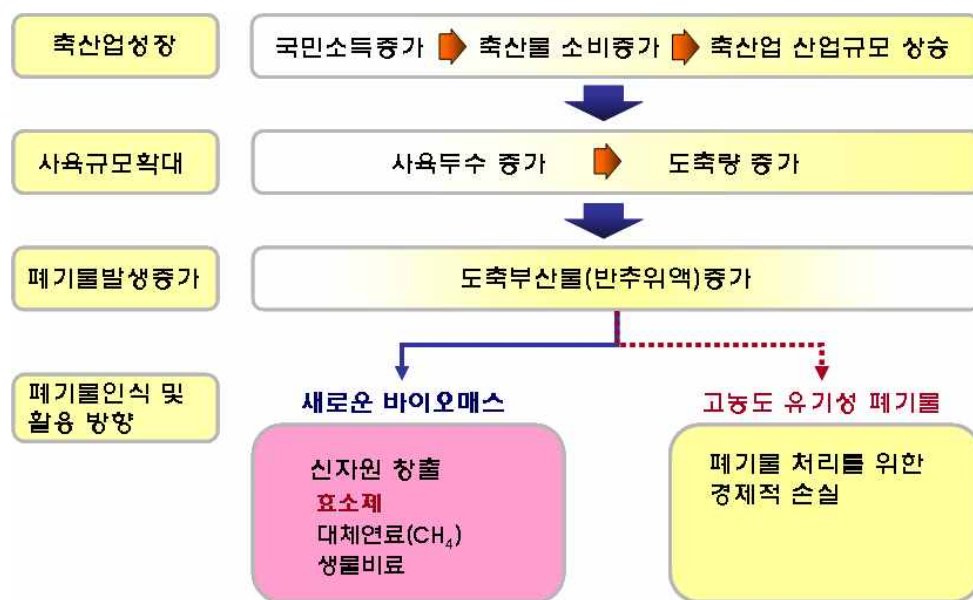 축산업성장
국민소득증가 축산물 소비증가 축산업 산업규모 상승
사육규모확대
사육두수 증가 도축량 증가
폐기물발생증가
도축부산물(반추위액)증가
폐기물인식 및
활용 방향
새로운 바이오매스
신자원 창출
효소제
대체연료(CH₄)
생물비료
고농도 유기성 폐기물
폐기물 처리를 위한
경제적 손실